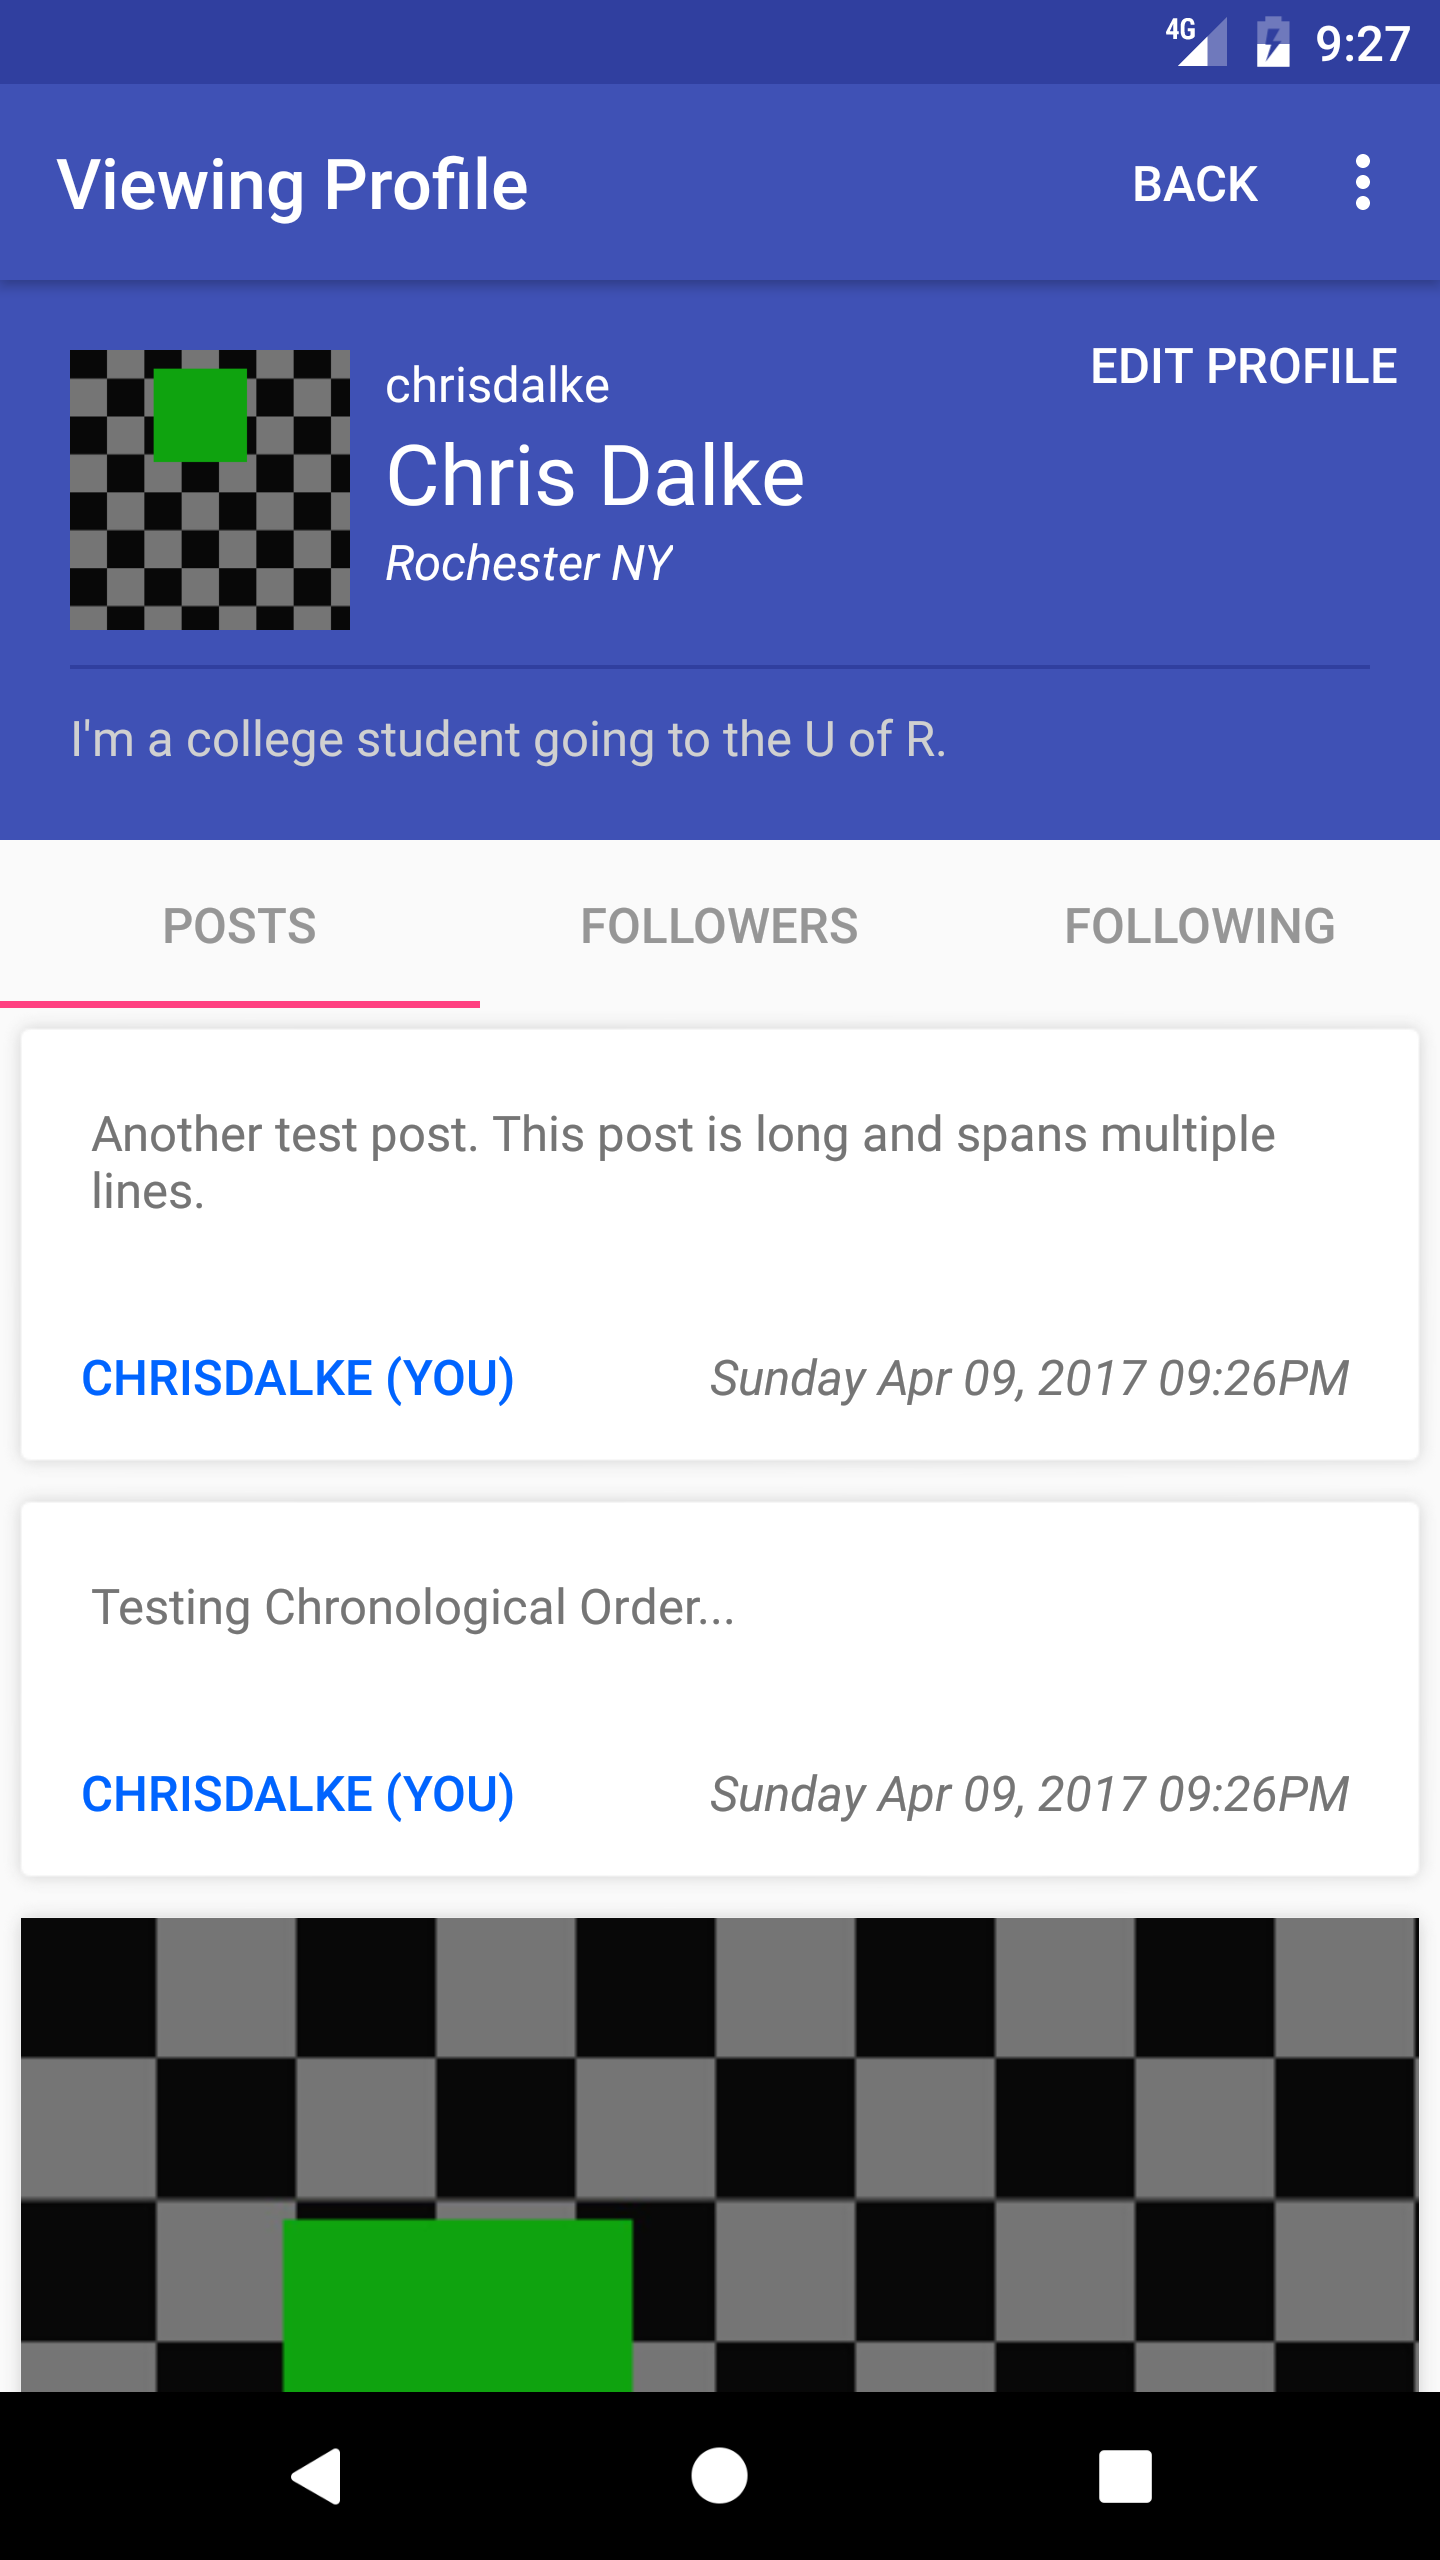 4G 9:27
Viewing Profile BACK
EDIT PROFILE
chrisdalke
Chris Dalke
Rochester NY
I'm a college student going to the U of R.
POSTS FOLLOWERS FOLLOWING
Another test post. This post is long and spans multiple
lines.
CHRISDALKE (YOU) Sunday Apr 09, 2017 09:26PM
Testing Chronological Order...
CHRISDALKE (YOU) Sunday Apr 09, 2017 09:26PM